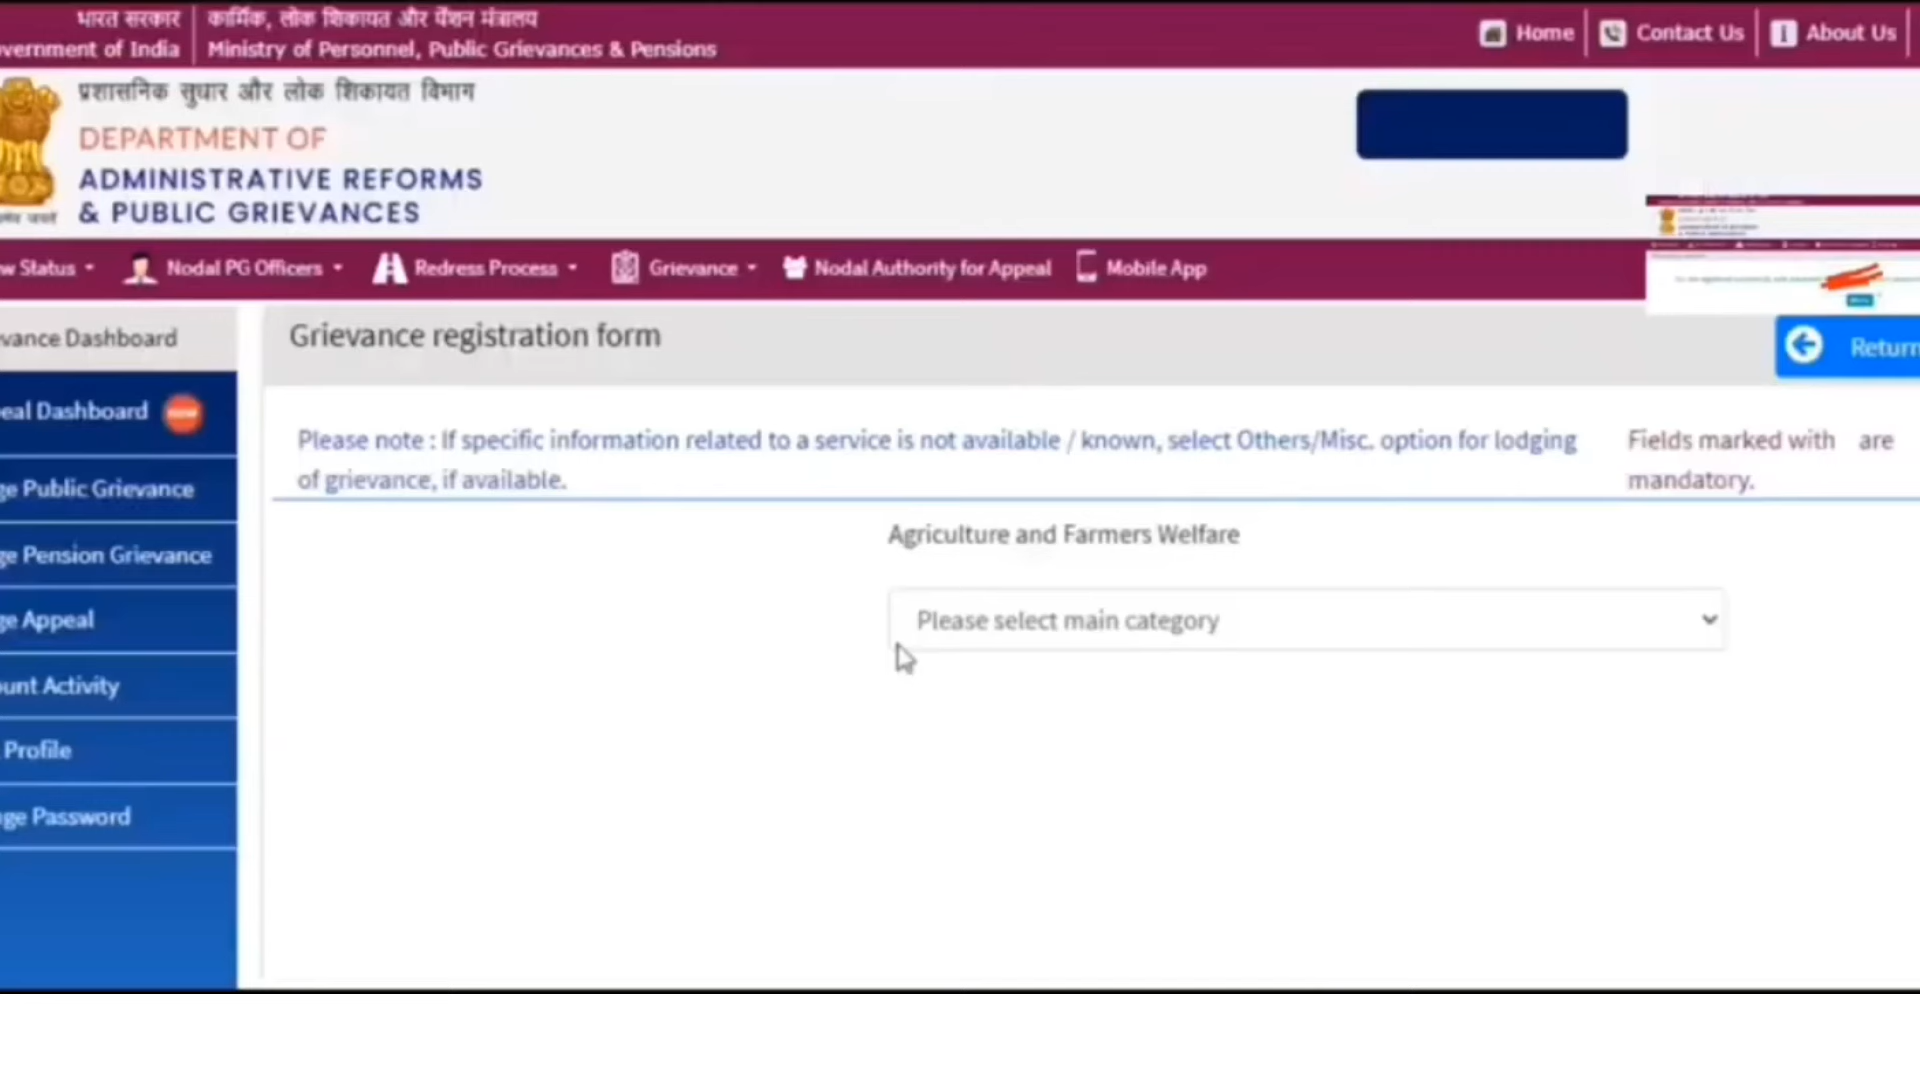 भारत सरकार
कार्मिक, लोक शिकायत और पेंशन मंत्रालय
vernment of India
Ministry of Personnel, Public Grievances & Pensions
Home
Contact Us
About Us
प्रशासनिक सुधार और लोक शिकायत विभाग
DEPARTMENT OF
ADMINISTRATIVE REFORMS
& PUBLIC GRIEVANCES
w Status
Nodal PG Officers
Redress Process
Grievance
Nodal Authority for Appeal
Mobile App
vance Dashboard
Grievance registration form
Return
eal Dashboard
Please note : If specific information related to a service is not available / known, select Others/Misc. option for lodging
of grievance, if available.
Fields marked with are
mandatory.
ge Public Grievance
Agriculture and Farmers Welfare
ge Pension Grievance
Please select main category
ge Appeal
unt Activity
Profile
ge Password